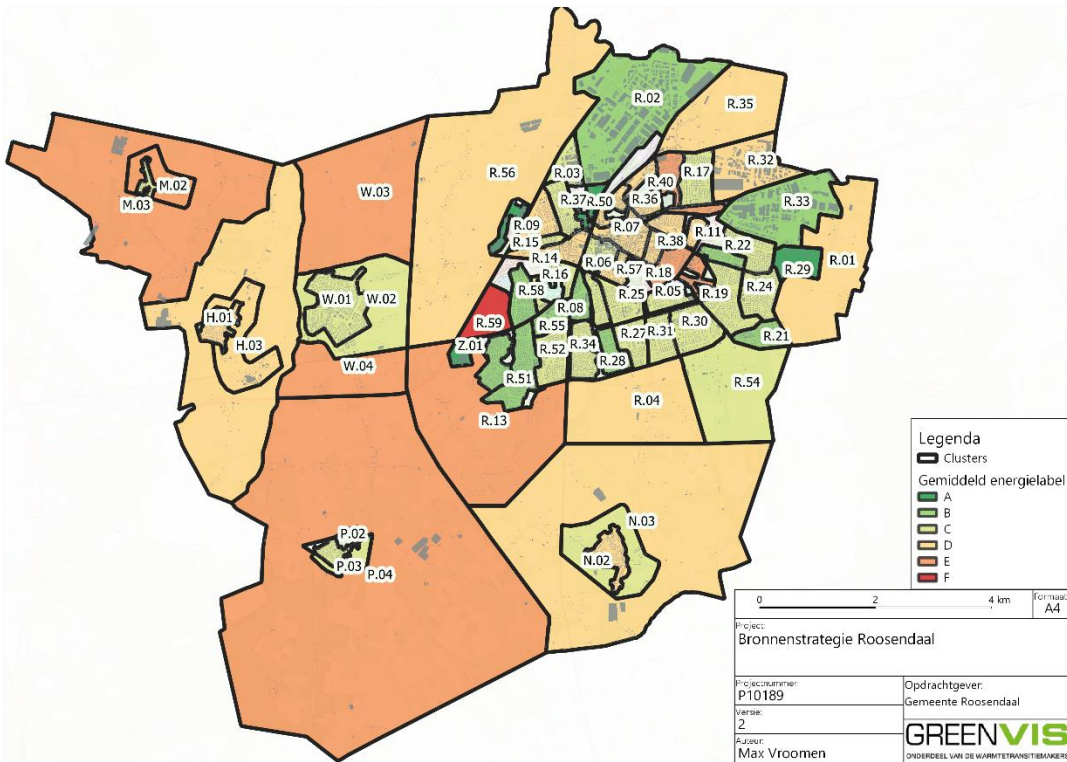 R.02
R.35
R.03
R.17
R.32
M.02
M.03
W.03
R.56
R.40
R.37
R.50
R.36
R.33
R.09
R.07
R.11
R.15
R.38
R.22
R.14
R.06
R.01
R.16
R.57
R.18
R.29
W.01
W.02
R.58
R.25
R.05
R.19
R.24
H.01
R.59
R.08
R.55
R.27
R.31
R.30
R.21
H.03
Z.01
R.52
R.34
R.28
W.04
R.51
R.54
R.13
R.04
P.02
P.03
P.04
N.03
N.02
Legenda
Clusters
Gemiddeld energielabel
A
B
C
D
E
F
0 2 4 km
Formaat:
A4
Project:
Bronnenstrategie Roosendaal
Projectnummer:
P10189
Opdrachtgever:
Gemeente Roosendaal
Versie:
2
Auteur:
Max Vroomen
GREENVIS
ONDERDEEL VAN DE WARMTETRANSITIEMAKERS